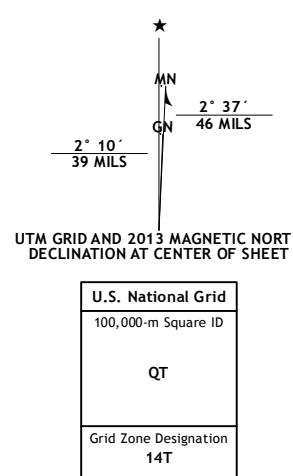 ★
MN
2° 37´
46 MILS
GN
2° 10´
39 MILS
UTM GRID AND 2013 MAGNETIC NORT
DECLINATION AT CENTER OF SHEET
U.S. National Grid
100,000-m Square ID
QT
Grid Zone Designation
14T